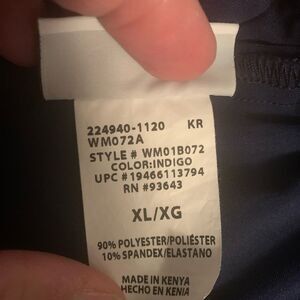 224940-1120 KR
WM072A
STYLE # WM01B072
COLOR:INDIGO
UPC #19466113794
RN #93643
XL/XG
90% POLYESTER/POLIÉSTER
10% SPANDEX/ELASTANO
MADE IN KENYA
HECHO EN KENIA